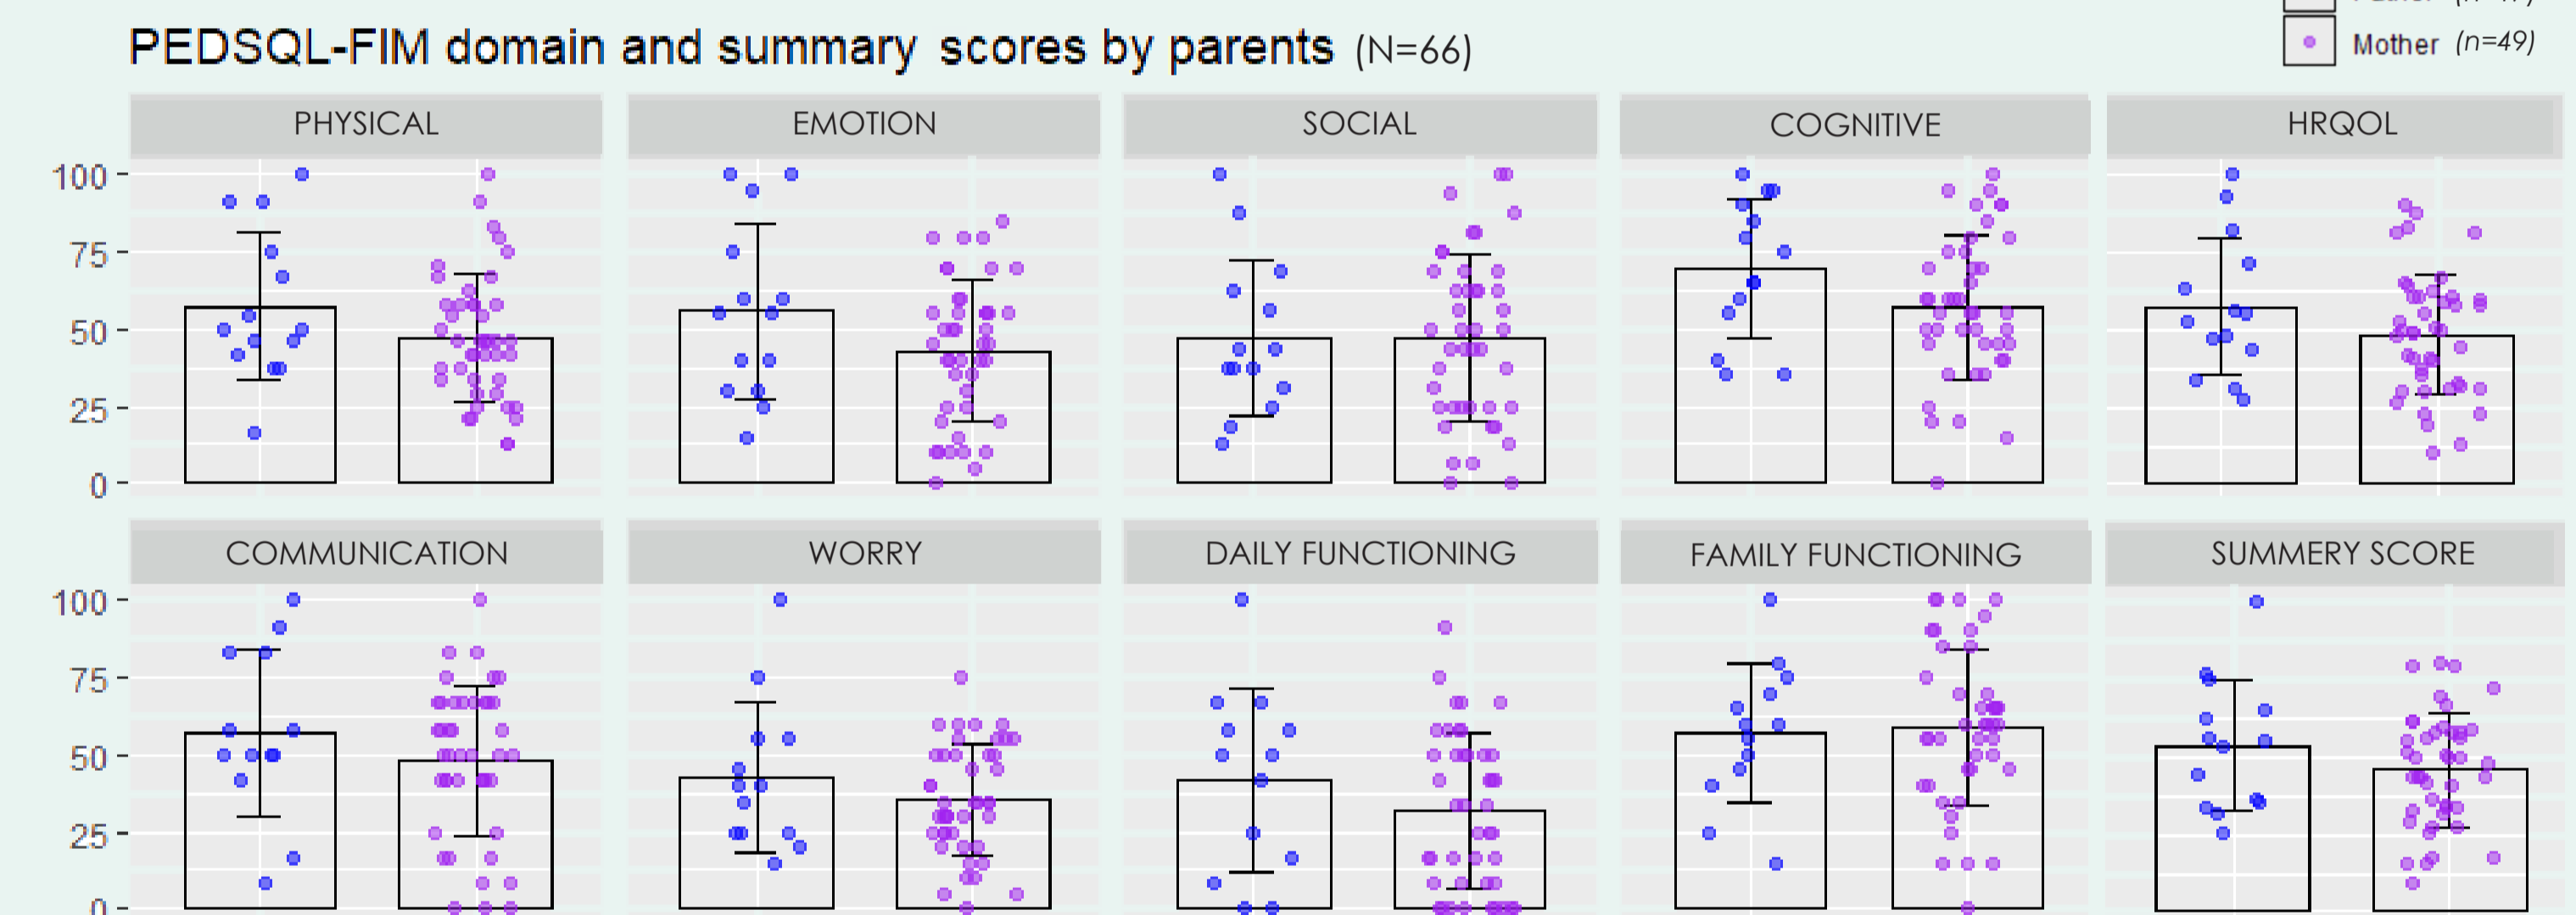 PEDSQL-FIM domain and summary scores by parents (N=66)
Mother (n=49)
PHYSICAL EMOTION SOCIAL COGNITIVE HRQOL
100
75
50
25
0
COMMUNICATION WORRY DAILY FUNCTIONING FAMILY FUNCTIONING SUMMERY SCORE
100
75
50
25
0